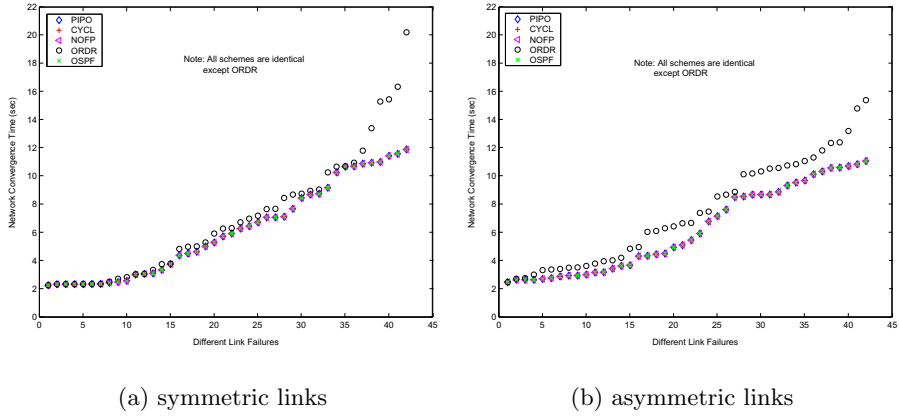 22
20
18
16
14
12
10
8
6
4
2
0
0 5 10 15 20 25 30 35 40 45
Network Convergence Time (sec)
Different Link Failures
PIPO
CYCL
NOFP
ORDR
OSPF
Note: All schemes are identical
except ORDR
(a) symmetric links
22
20
18
16
14
12
10
8
6
4
2
0
0 5 10 15 20 25 30 35 40 45
Network Convergence Time (sec)
Different Link Failures
PIPO
CYCL
NOFP
ORDR
OSPF
Note: All schemes are identical
except ORDR
(b) asymmetric links